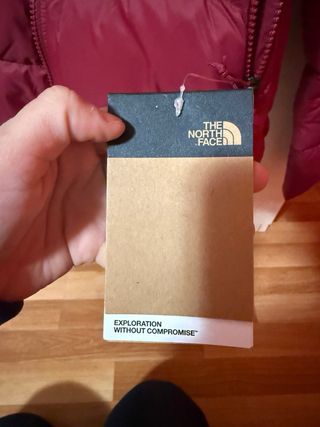 THE
NORTH
FACE
EXPLORATION
WITHOUT COMPROMISE™